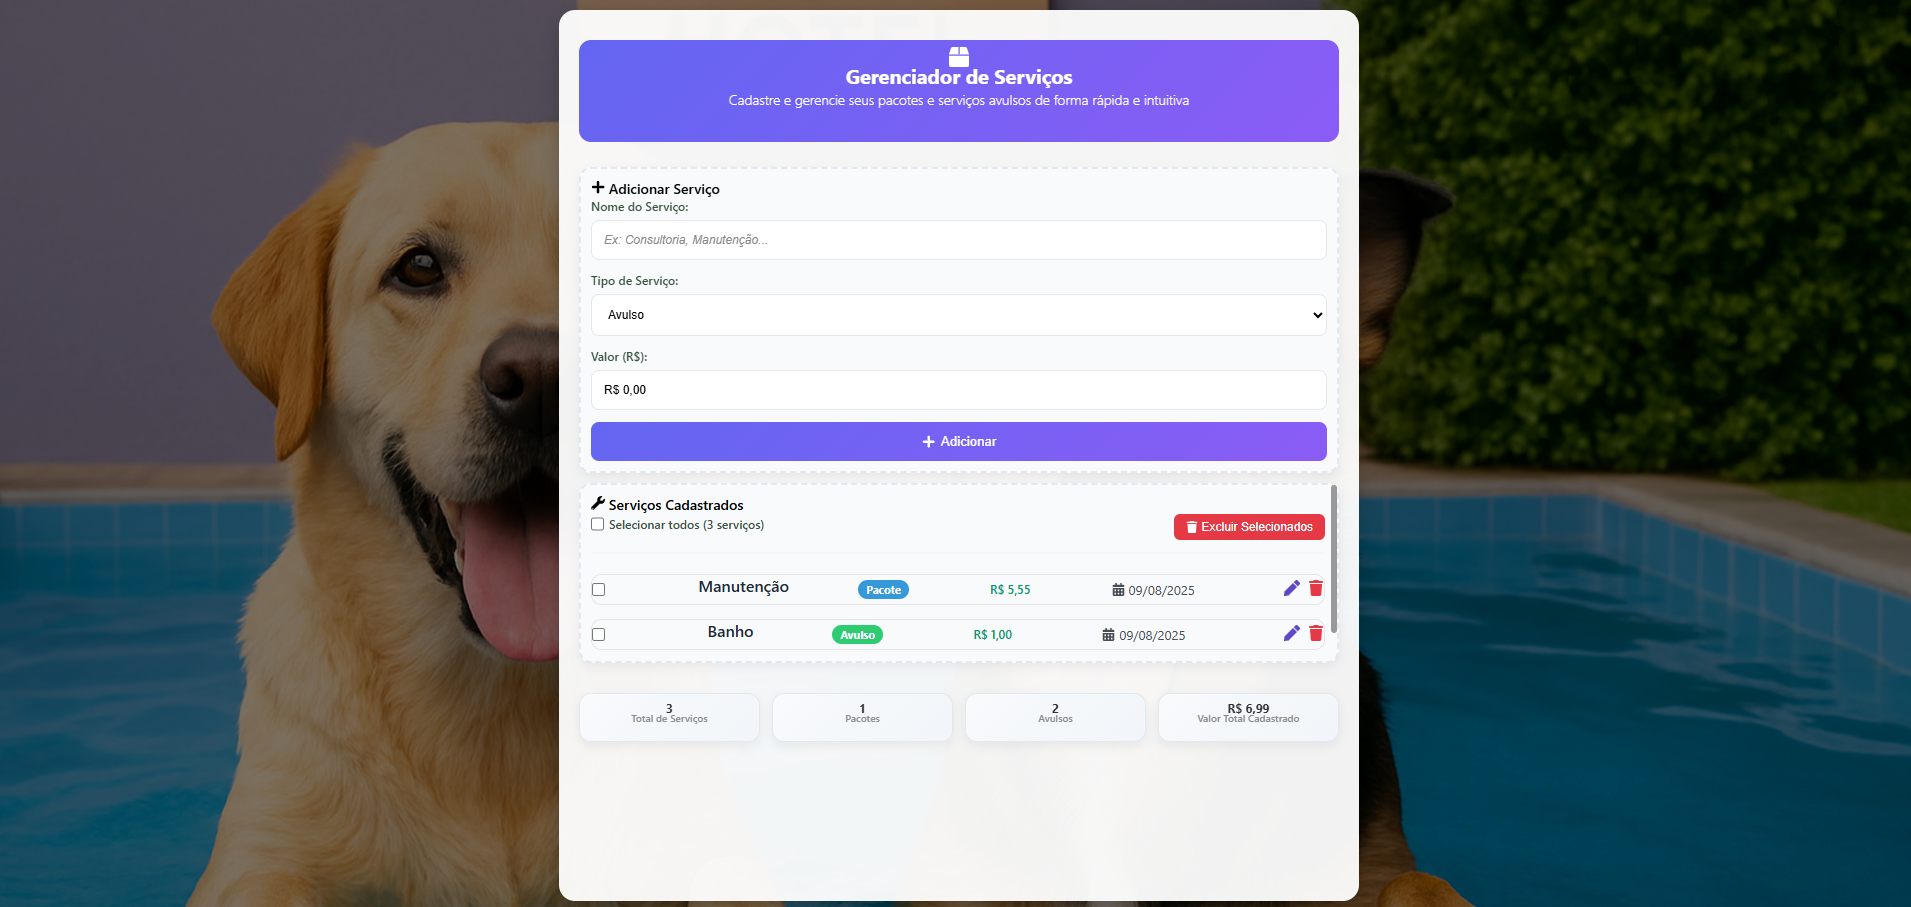 Gerenciador de Serviços
Cadastre e gerencie seus pacotes e serviços avulsos de forma rápida e intuitiva
Adicionar Serviço
Nome do Serviço:
Ex: Consultoria, Manutenção...
Tipo de Serviço:
Avulso
Valor (R$):
R$ 0,00
Adicionar
Serviços Cadastrados
Selecionar todos (3 serviços)
Excluir Selecionados
Manutenção Pacote R$ 5,55 09/08/2025
Banho Avulso R$ 1,00 09/08/2025
3 1 2 R$ 6,99
Total de Serviços Pacotes Avulsos Valor Total Cadastrado